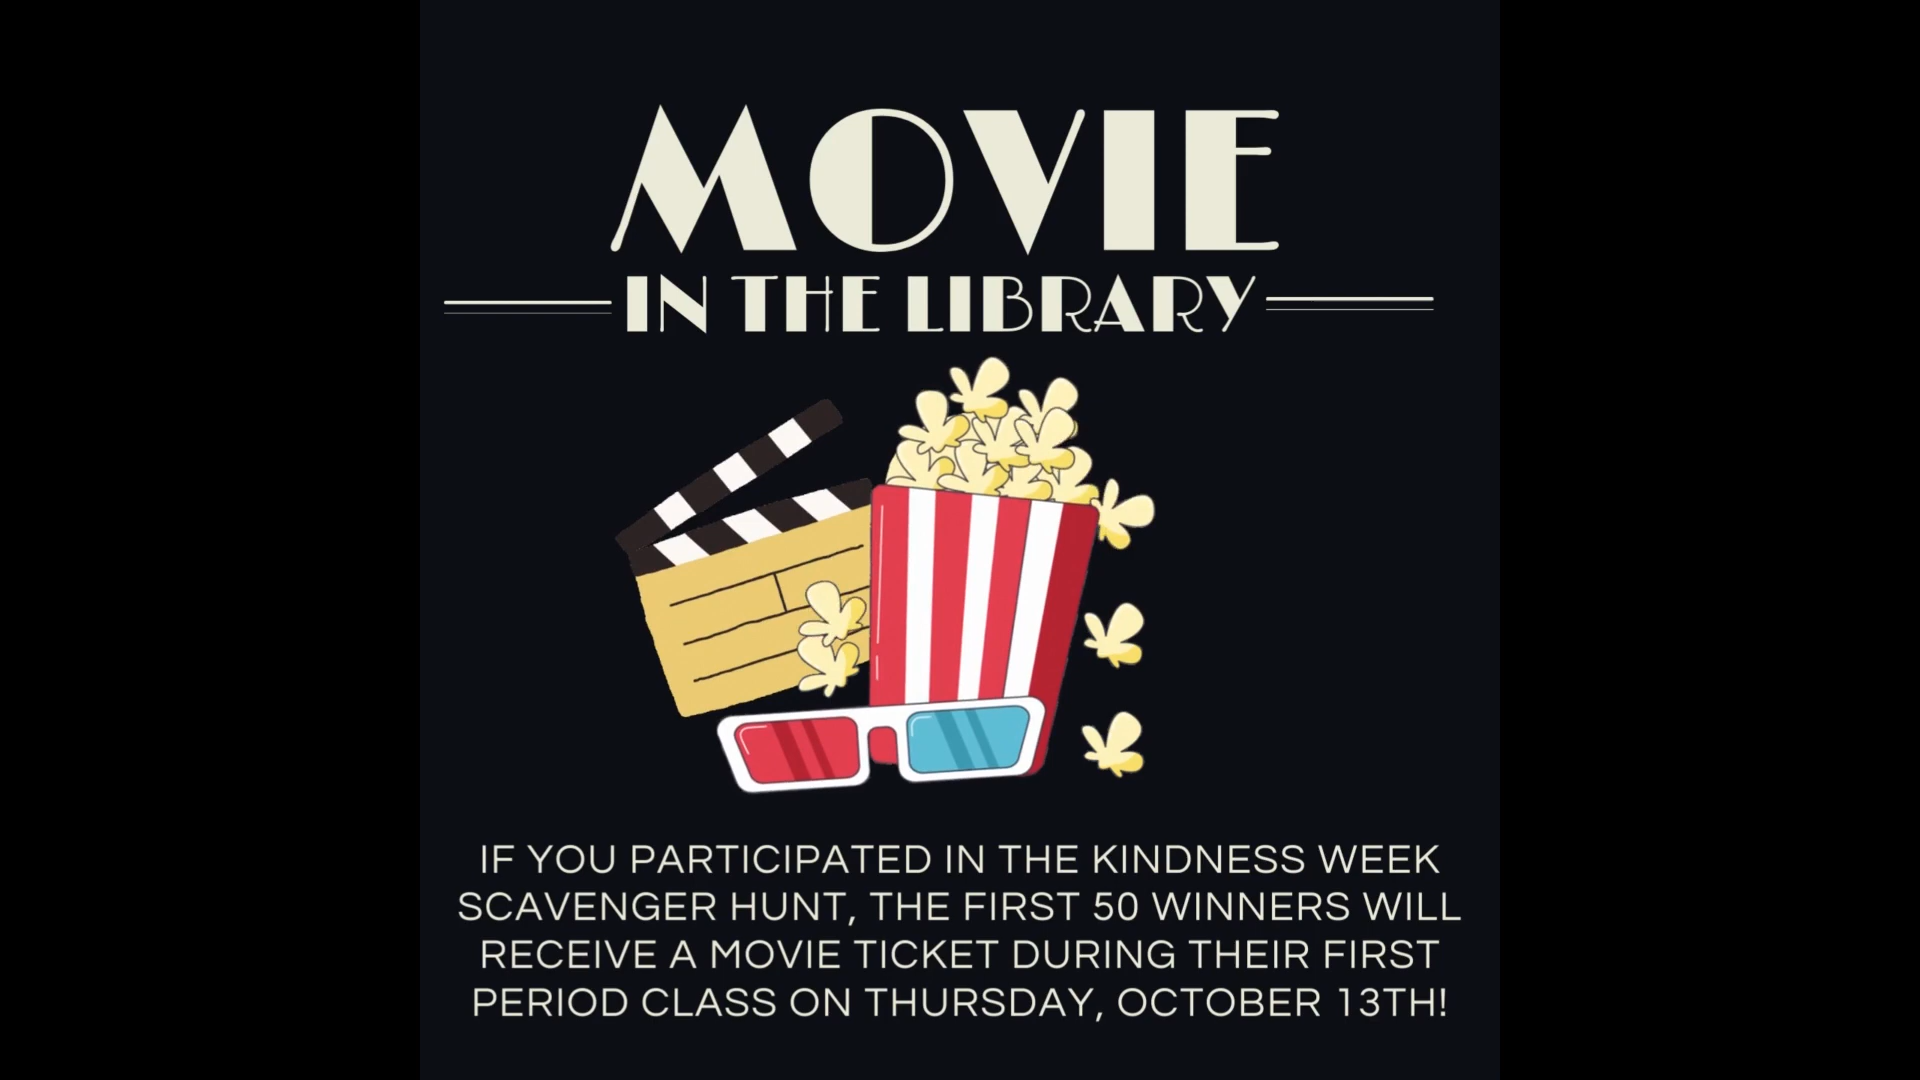 MOVIE
IN THE LIBRARY
IF YOU PARTICIPATED IN THE KINDNESS WEEK
SCAVENGER HUNT, THE FIRST 50 WINNERS WILL
RECEIVE A MOVIE TICKET DURING THEIR FIRST
PERIOD CLASS ON THURSDAY, OCTOBER 13TH!